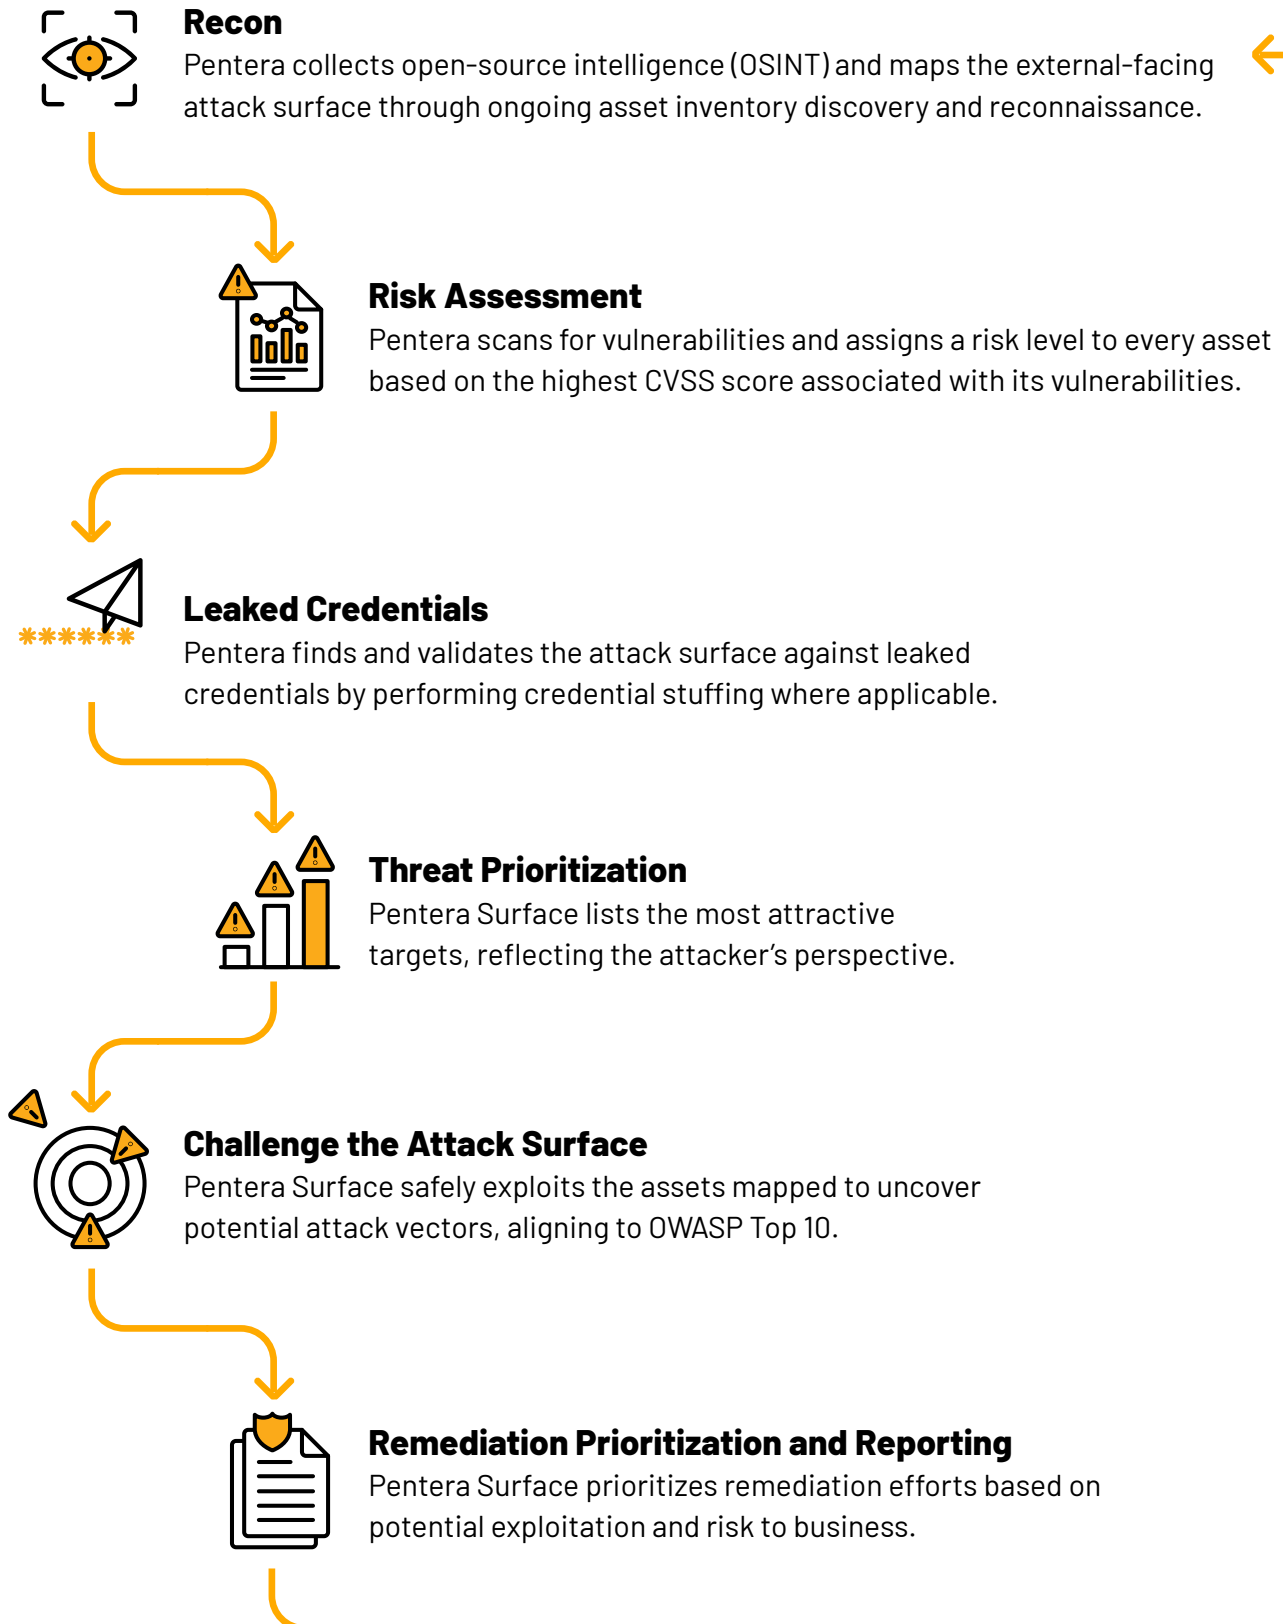 Recon
Pentera collects open-source intelligence (OSINT) and maps the external-facing
attack surface through ongoing asset inventory discovery and reconnaissance.
Risk Assessment
Pentera scans for vulnerabilities and assigns a risk level to every asset
based on the highest CVSS score associated with its vulnerabilities.
Leaked Credentials
Pentera finds and validates the attack surface against leaked
credentials by performing credential stuffing where applicable.
Threat Prioritization
Pentera Surface lists the most attractive
targets, reflecting the attacker’s perspective.
Challenge the Attack Surface
Pentera Surface safely exploits the assets mapped to uncover
potential attack vectors, aligning to OWASP Top 10.
Remediation Prioritization and Reporting
Pentera Surface prioritizes remediation efforts based on
potential exploitation and risk to business.